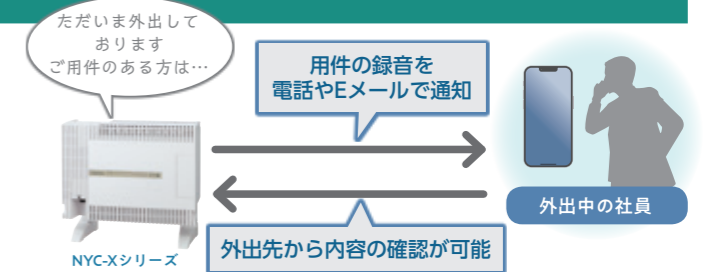 ただいま外出して
おります
ご用件のある方は…
用件の録音を
電話やEメールで通知
外出中の社員
外出先から内容の確認が可能
NYC-Xシリーズ